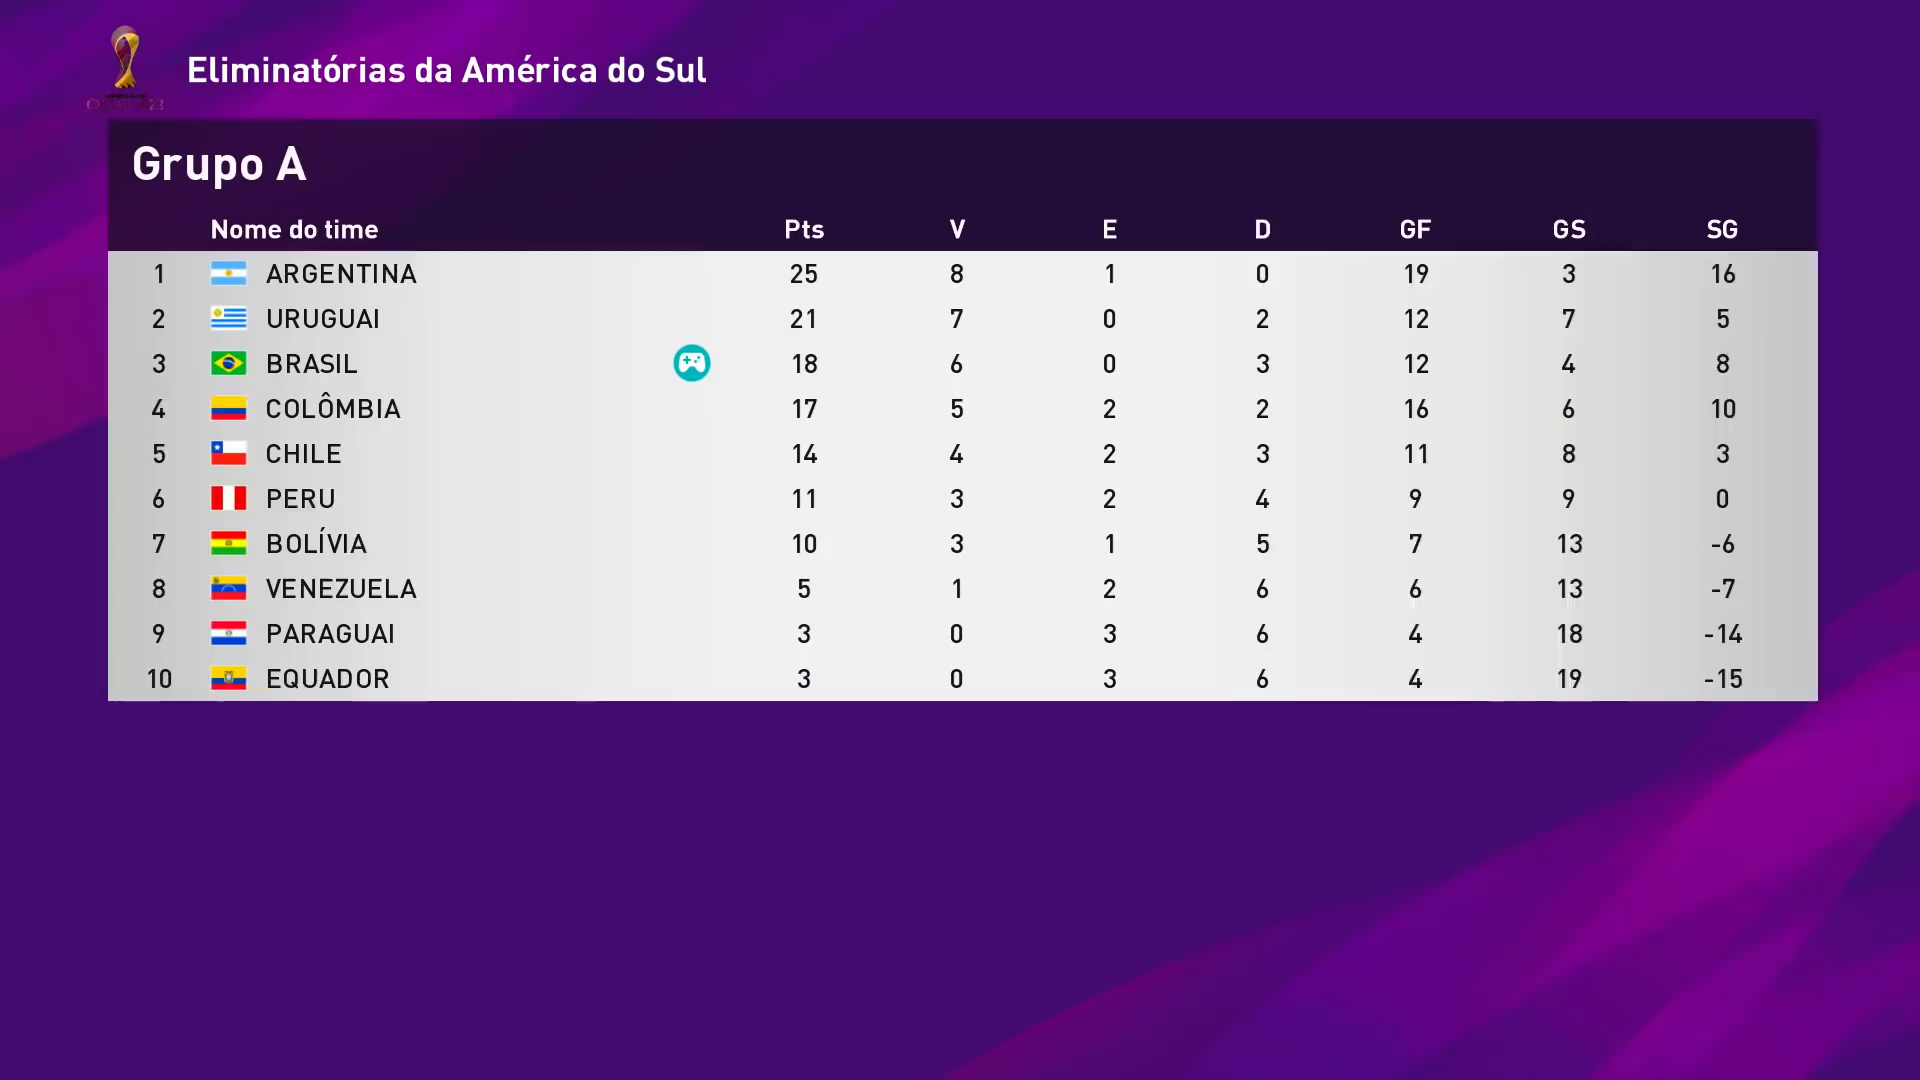 Eliminatórias da América do Sul
Grupo A
Nome do time Pts V E D GF GS SG
1 ARGENTINA 25 8 1 0 19 3 16
2 URUGUAI 21 7 0 2 12 7 5
3 BRASIL 18 6 0 3 12 4 8
4 COLÔMBIA 17 5 2 2 16 6 10
5 CHILE 14 4 2 3 11 8 3
6 PERU 11 3 2 4 9 9 0
7 BOLÍVIA 10 3 1 5 7 13 -6
8 VENEZUELA 5 1 2 6 6 13 -7
9 PARAGUAI 3 0 3 6 4 18 -14
10 EQUADOR 3 0 3 6 4 19 -15